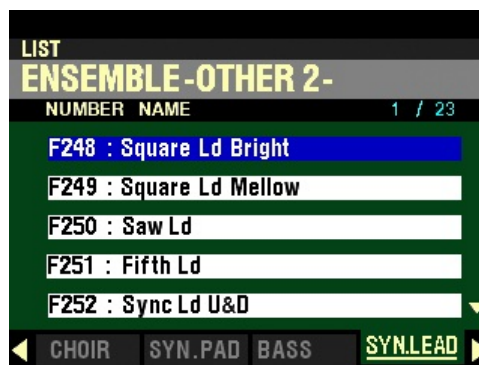 LIST
ENSEMBLE -OTHER 2-
NUMBER NAME 1 / 23
F248 : Square Ld Bright
F249 : Square Ld Mellow
F250 : Saw Ld
F251 : Fifth Ld
F252 : Sync Ld U&D
CHOIR SYN.PAD BASS SYN.LEAD